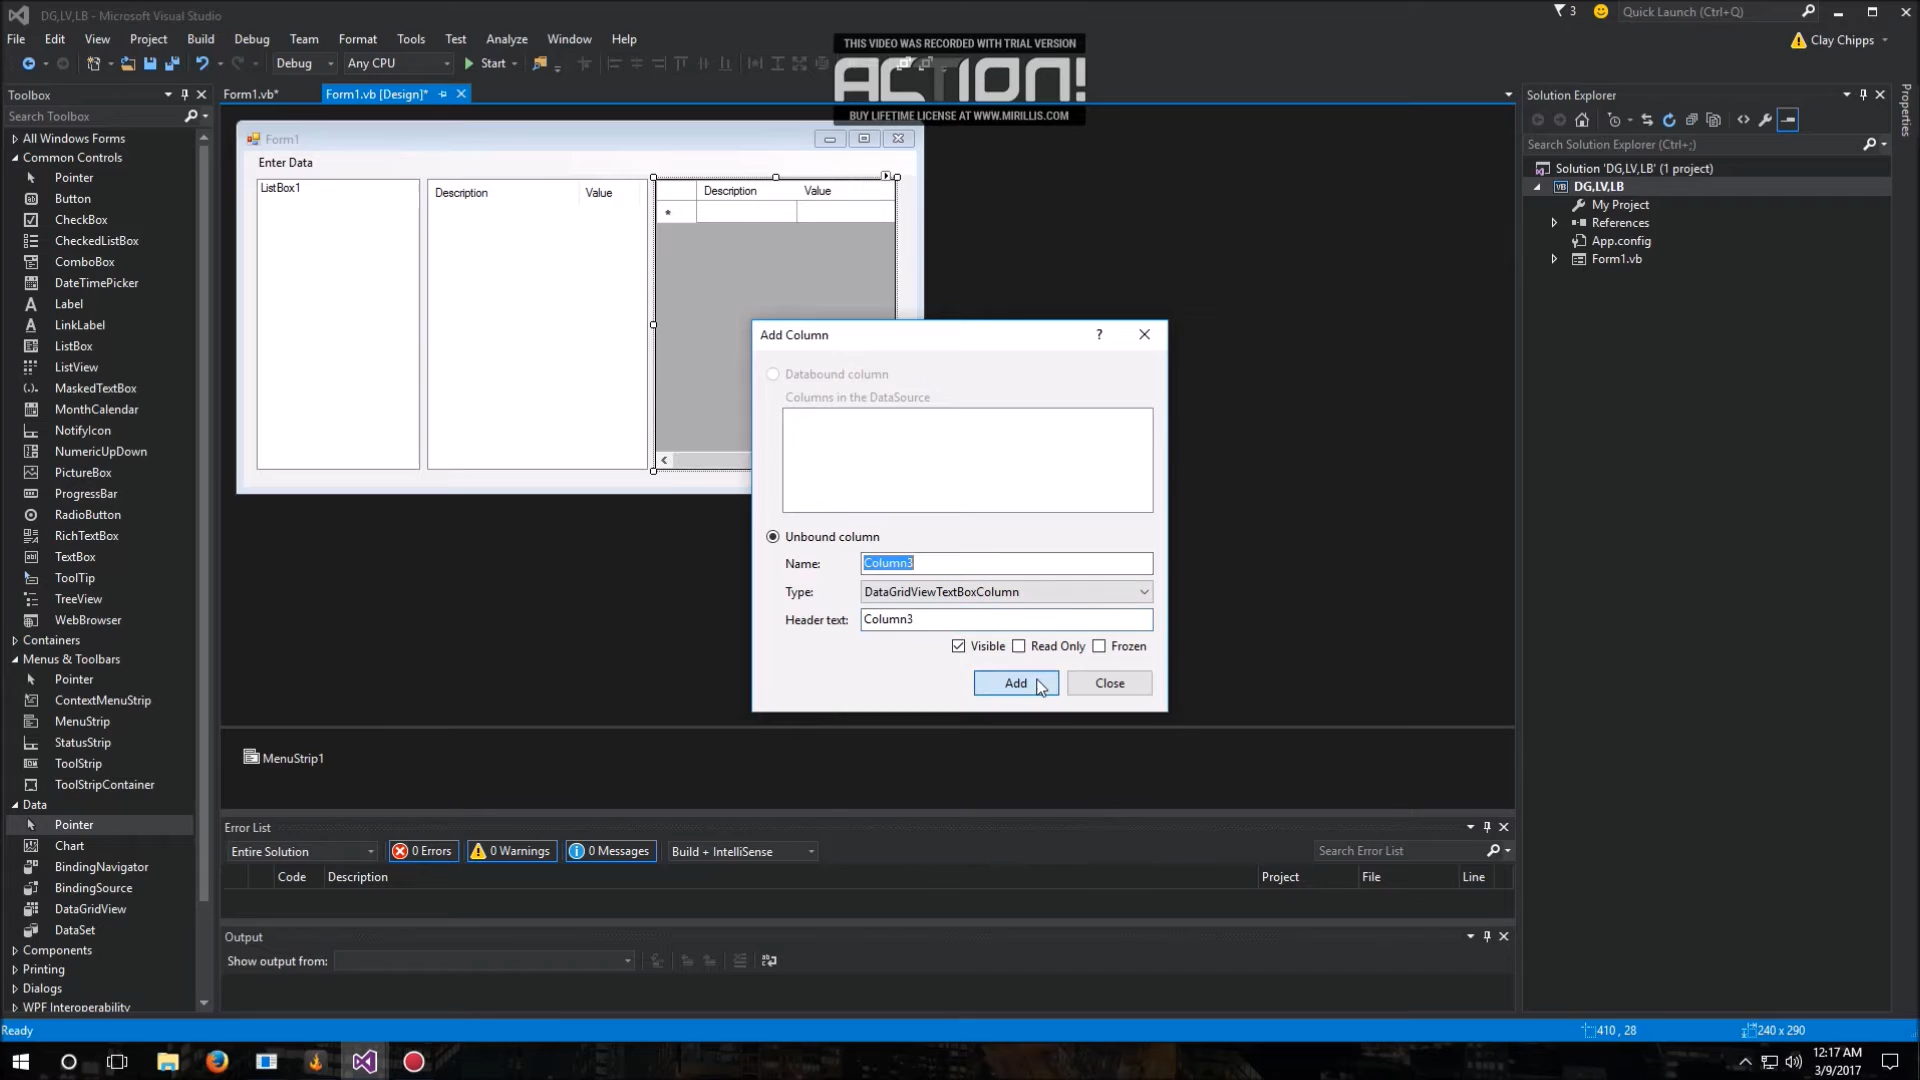 DG,LV,LB - Microsoft Visual Studio
3
Quick Launch (Ctrl+Q)
File Edit View Project Build Debug Team Format Tools Test Analyze Window Help
Clay Chipps
Debug Any CPU Start
THIS VIDEO WAS RECORDED WITH TRIAL VERSION
ACTION!
BUY LIFETIME LICENSE AT WWW.MIRILLIS.COM
Toolbox
Search Toolbox
All Windows Forms
Common Controls
Pointer
Button
CheckBox
CheckedListBox
ComboBox
DateTimePicker
Label
LinkLabel
ListBox
ListView
MaskedTextBox
MonthCalendar
NotifyIcon
NumericUpDown
PictureBox
ProgressBar
RadioButton
RichTextBox
TextBox
ToolTip
TreeView
WebBrowser
Containers
Menus & Toolbars
Pointer
ContextMenuStrip
MenuStrip
StatusStrip
ToolStrip
ToolStripContainer
Data
Pointer
Chart
BindingNavigator
BindingSource
DataGridView
DataSet
Components
Printing
Dialogs
WPF Interoperability
Form1.vb*
Form1.vb [Design]*
Form1
Enter Data
ListBox1
Description Value
Description Value
Add Column
?
Databound column
Columns in the DataSource
Unbound column
Name: Column3
Type: DataGridViewTextBoxColumn
Header text: Column3
Visible Read Only Frozen
Add Close
MenuStrip1
Error List
Entire Solution 0 Errors 0 Warnings 0 Messages Build + IntelliSense Search Error List
Code Description Project File Line
Output
Show output from:
Solution Explorer
Search Solution Explorer (Ctrl+;)
Solution 'DG,LV,LB' (1 project)
DG,LV,LB
My Project
References
App.config
Form1.vb
Properties
Ready
410 , 28
240 x 290
12:17 AM
3/9/2017